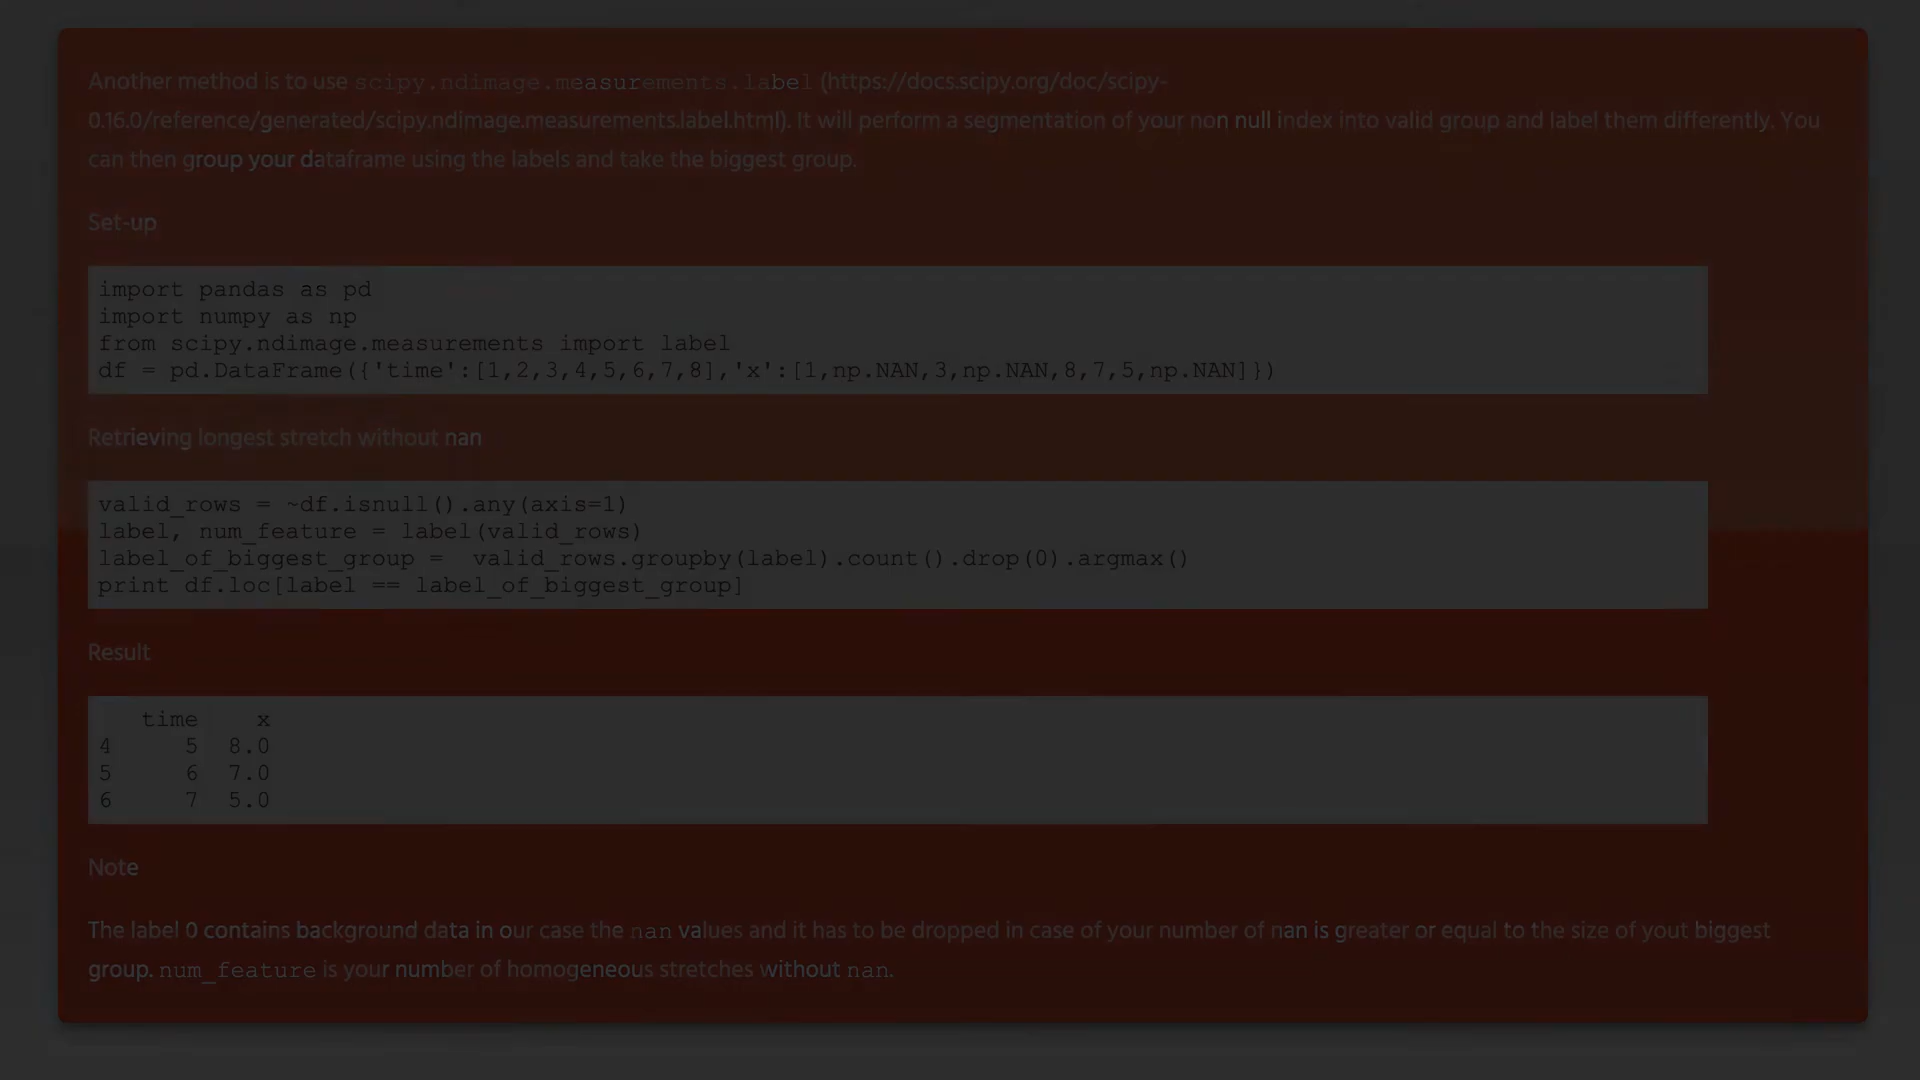 Another method is to use scipy.ndimage.measurements.label (https://docs.scipy.org/doc/scipy-
0.16.0/reference/generated/scipy.ndimage.measurements.label.html). It will perform a segmentation of your non null index into valid group and label them differently. You
can then group your dataframe using the labels and take the biggest group.
Set-up
import pandas as pd
import numpy as np
from scipy.ndimage.measurements import label
df = pd.DataFrame({'time':[1,2,3,4,5,6,7,8],'x':[1,np.NAN,3,np.NAN,8,7,5,np.NAN]})
Retrieving longest stretch without nan
valid_rows = ~df.isnull().any(axis=1)
label, num_feature = label(valid_rows)
label_of_biggest_group =  valid_rows.groupby(label).count().drop(0).argmax()
print df.loc[label == label_of_biggest_group]
Result
   time    x
4     5  8.0
5     6  7.0
6     7  5.0
Note
The label 0 contains background data in our case the nan values and it has to be dropped in case of your number of nan is greater or equal to the size of yout biggest
group. num_feature is your number of homogeneous stretches without nan.